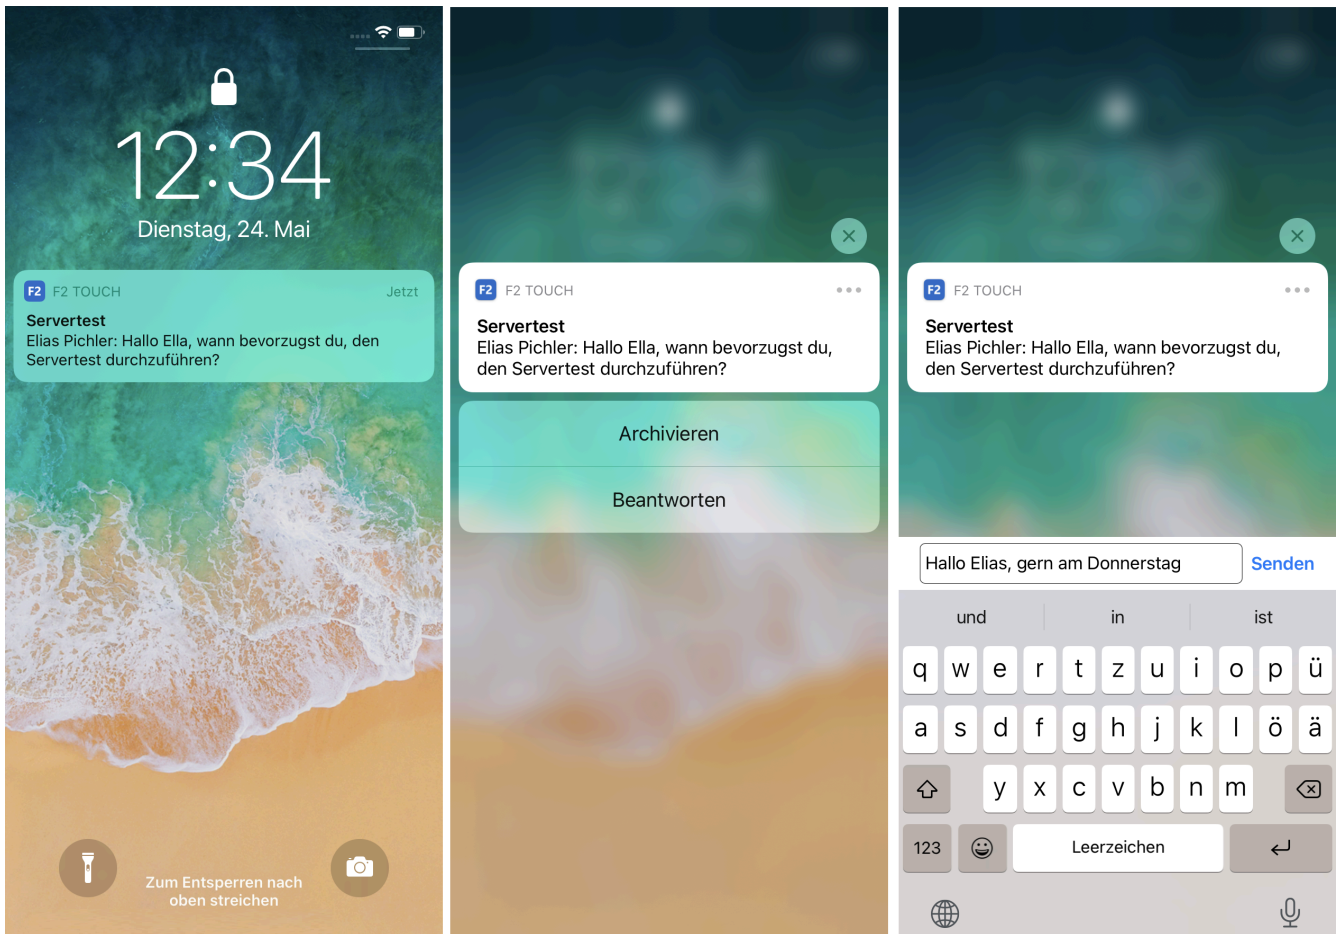 12:34
Dienstag, 24. Mai
F2 F2 TOUCH Jetzt
Servertest
Elias Pichler: Hallo Ella, wann bevorzugst du, den
Servertest durchzuführen?
Zum Entsperren nach
oben streichen
F2 F2 TOUCH
Servertest
Elias Pichler: Hallo Ella, wann bevorzugst du,
den Servertest durchzuführen?
Archivieren
Beantworten
F2 F2 TOUCH
Servertest
Elias Pichler: Hallo Ella, wann bevorzugst du,
den Servertest durchzuführen?
Hallo Elias, gern am Donnerstag Senden
und in ist
q w e r t z u i o p ü
a s d f g h j k l ö ä
y x c v b n m
123 Leerzeichen